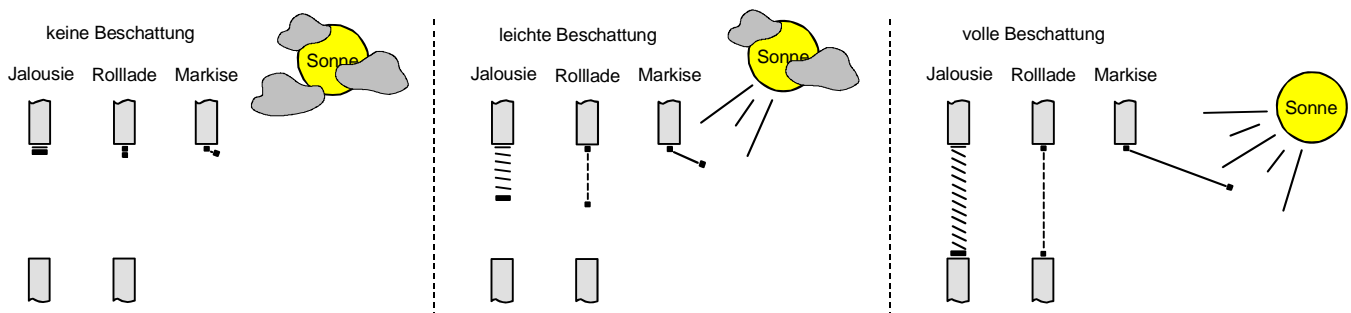 keine Beschattung
Sonne
Jalousie Rolllade Markise
leichte Beschattung
Sonne
Jalousie Rolllade Markise
volle Beschattung
Jalousie Rolllade Markise
Sonne